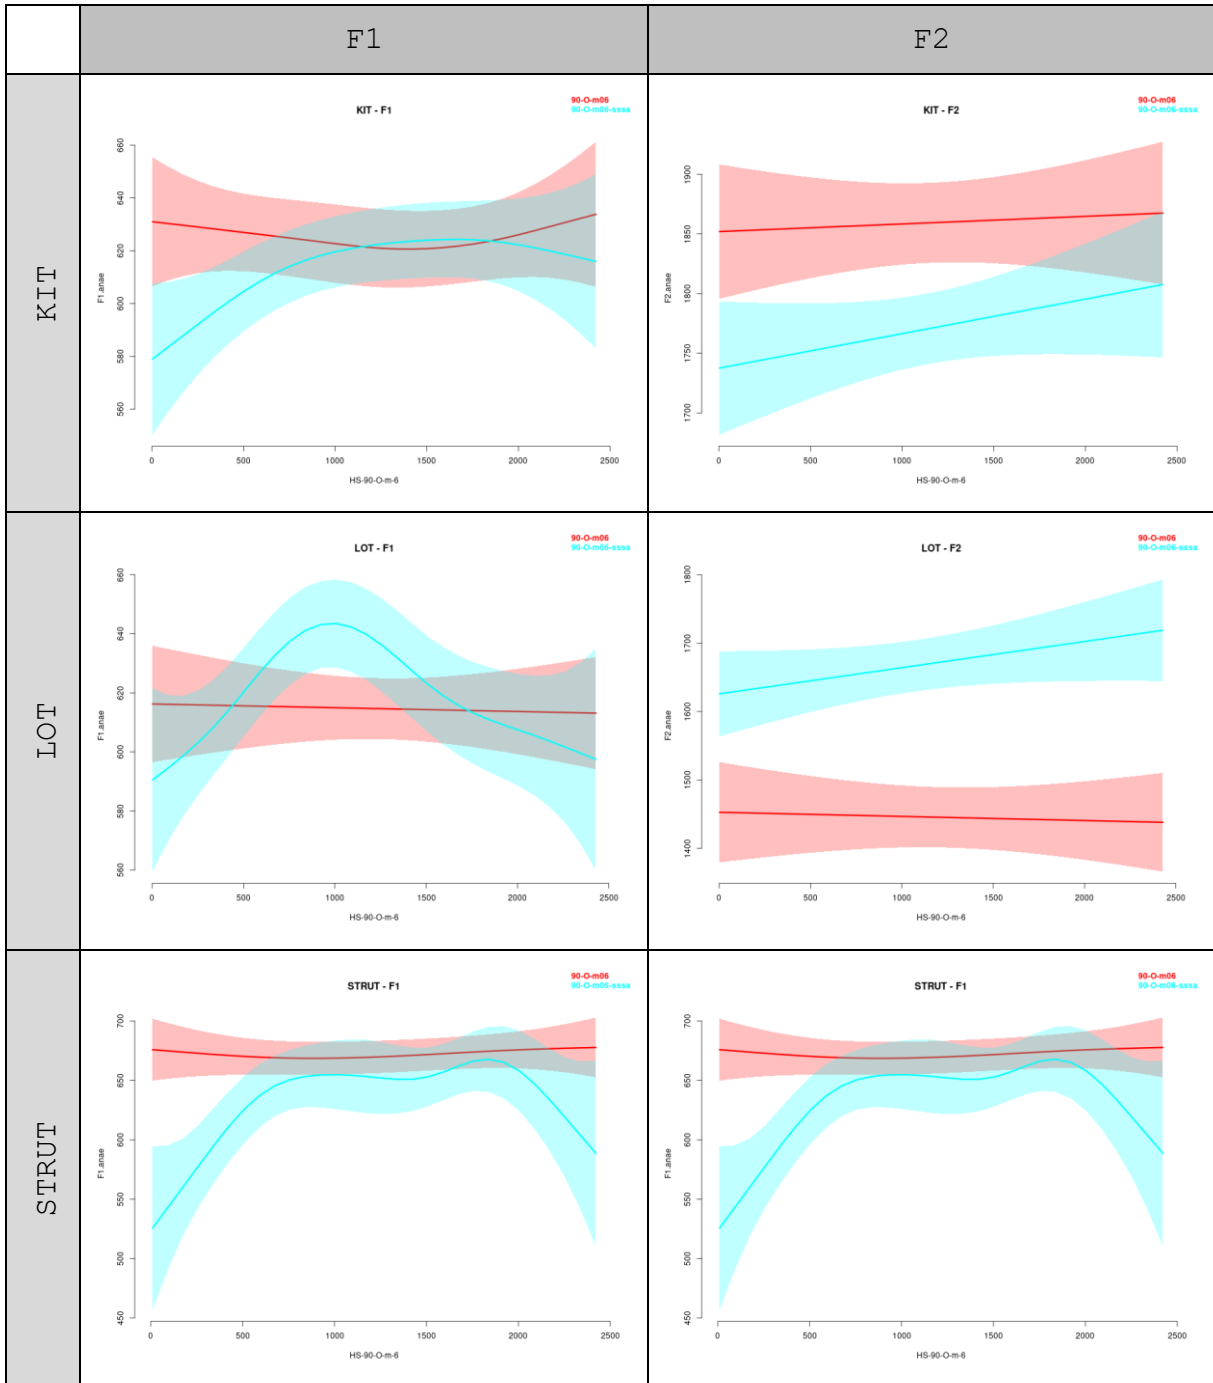 F1
F2
KIT
KIT - F1
90-O-m06
90-O-m06-sssa
F1.anae
660
640
620
600
580
560
0 500 1000 1500 2000 2500
HS-90-O-m-6
KIT - F2
90-O-m06
90-O-m06-sssa
F2.anae
1900
1850
1800
1750
1700
0 500 1000 1500 2000 2500
HS-90-O-m-6
LOT
LOT - F1
90-O-m06
90-O-m06-sssa
F1.anae
660
640
620
600
580
560
0 500 1000 1500 2000 2500
HS-90-O-m-6
LOT - F2
90-O-m06
90-O-m06-sssa
F2.anae
1800
1700
1600
1500
1400
0 500 1000 1500 2000 2500
HS-90-O-m-6
STRUT
STRUT - F1
90-O-m06
90-O-m06-sssa
F1.anae
700
650
600
550
500
450
0 500 1000 1500 2000 2500
HS-90-O-m-6
STRUT - F1
90-O-m06
90-O-m06-sssa
F1.anae
700
650
600
550
500
450
0 500 1000 1500 2000 2500
HS-90-O-m-6